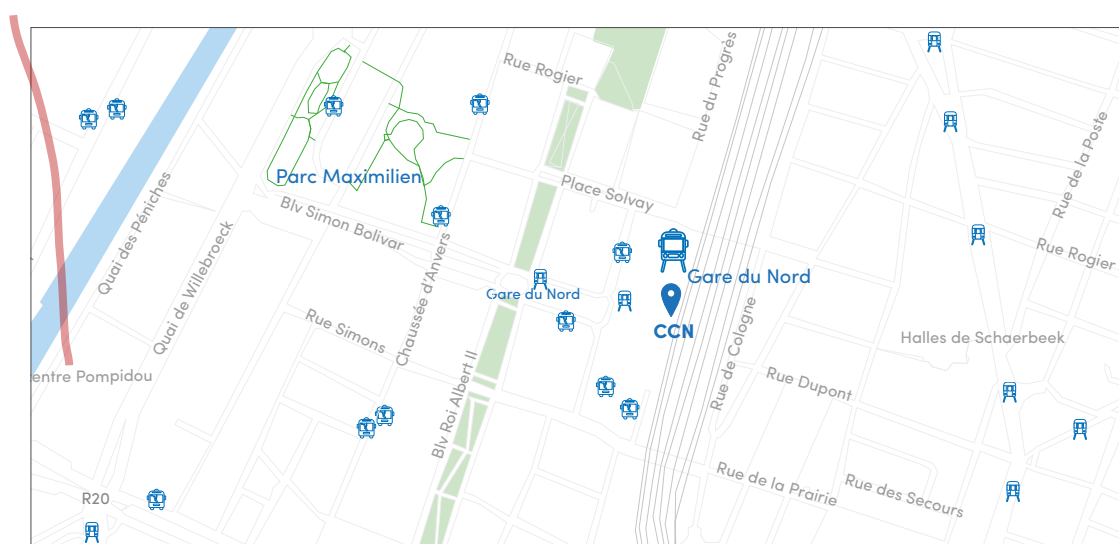 Rue Rogier
Rue du Progrès
Rue de la Poste
Parc Maximilien
Place Solvay
Quai des Péniches
Blv Simon Bolivar
Quai de Willebroeck
Chaussée d'Anvers
Rue Rogier
Gare du Nord
Gare du Nord
CCN
Rue Simons
Rue de Cologne
Halles de Schaerbeek
entre Pompidou
Rue Dupont
Blv Roi Albert II
Rue de la Prairie
Rue des Secours
R20